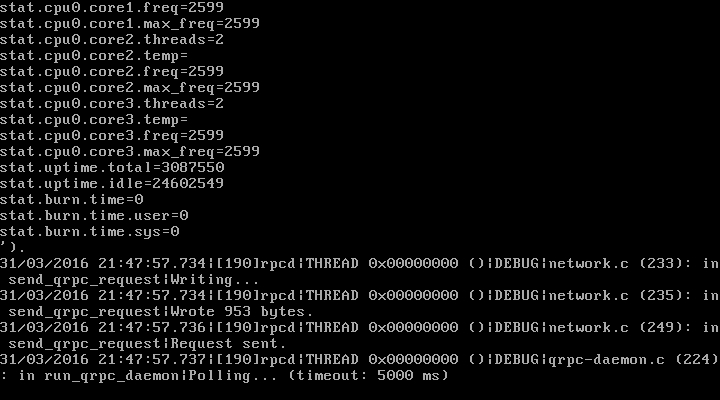 stat.cpu0.core1.freq=2599
stat.cpu0.core1.max_freq=2599
stat.cpu0.core2.threads=2
stat.cpu0.core2.temp=
stat.cpu0.core2.freq=2599
stat.cpu0.core2.max_freq=2599
stat.cpu0.core3.threads=2
stat.cpu0.core3.temp=
stat.cpu0.core3.freq=2599
stat.cpu0.core3.max_freq=2599
stat.uptime.total=3087550
stat.uptime.idle=24602549
stat.burn.time=0
stat.burn.time.user=0
stat.burn.time.sys=0
').
31/03/2016 21:47:57.734|[190]rpcd|THREAD 0x00000000 ()|DEBUG|network.c (233): in
send_qrpc_request|Writing...
31/03/2016 21:47:57.734|[190]rpcd|THREAD 0x00000000 ()|DEBUG|network.c (235): in
send_qrpc_request|Wrote 953 bytes.
31/03/2016 21:47:57.736|[190]rpcd|THREAD 0x00000000 ()|DEBUG|network.c (249): in
send_qrpc_request|Request sent.
31/03/2016 21:47:57.737|[190]rpcd|THREAD 0x00000000 ()|DEBUG|qrpc-daemon.c (224)
: in run_qrpc_daemon|Polling... (timeout: 5000 ms)